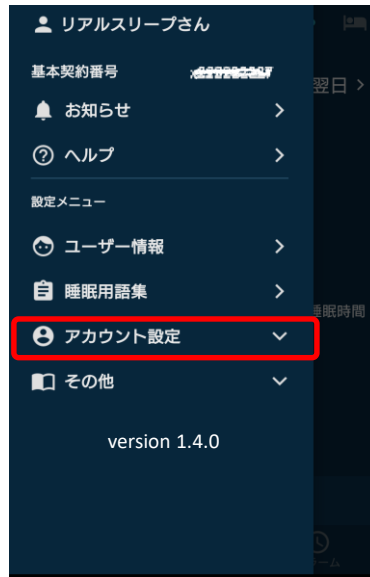 リアルスリープさん
基本契約番号
翌日 >
お知らせ
ヘルプ
設定メニュー
ユーザー情報
睡眠用語集
睡眠時間
アカウント設定
その他
version 1.4.0